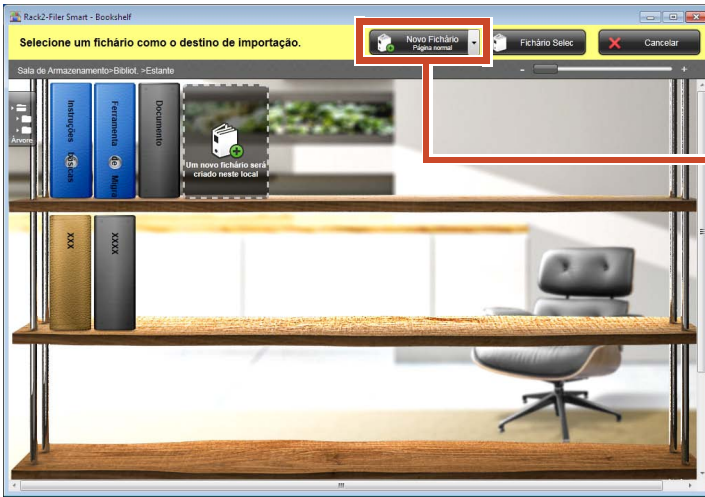 Rack2-Filer Smart - Bookshelf
Selecione um fichário como o destino de importação.
Novo Fichário
Página normal
Fichário Selec
Cancelar
Sala de Armazenamento>Bibliot. >Estante
- +
Árvore
Instruções básicas
Ferramenta de Migra
Documento
Um novo fichário será
criado neste local
XXX
XXXX